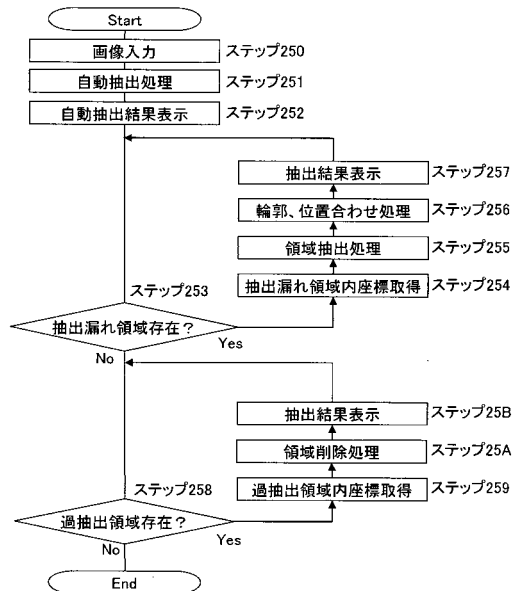 Start
画像入力 ステップ250
自動抽出処理 ステップ251
自動抽出結果表示 ステップ252
抽出結果表示 ステップ257
輪郭、位置合わせ処理 ステップ256
領域抽出処理 ステップ255
抽出漏れ領域内座標取得 ステップ254
ステップ253
抽出漏れ領域存在?
Yes
No
抽出結果表示 ステップ25B
領域削除処理 ステップ25A
過抽出領域内座標取得 ステップ259
ステップ258
過抽出領域存在?
Yes
No
End